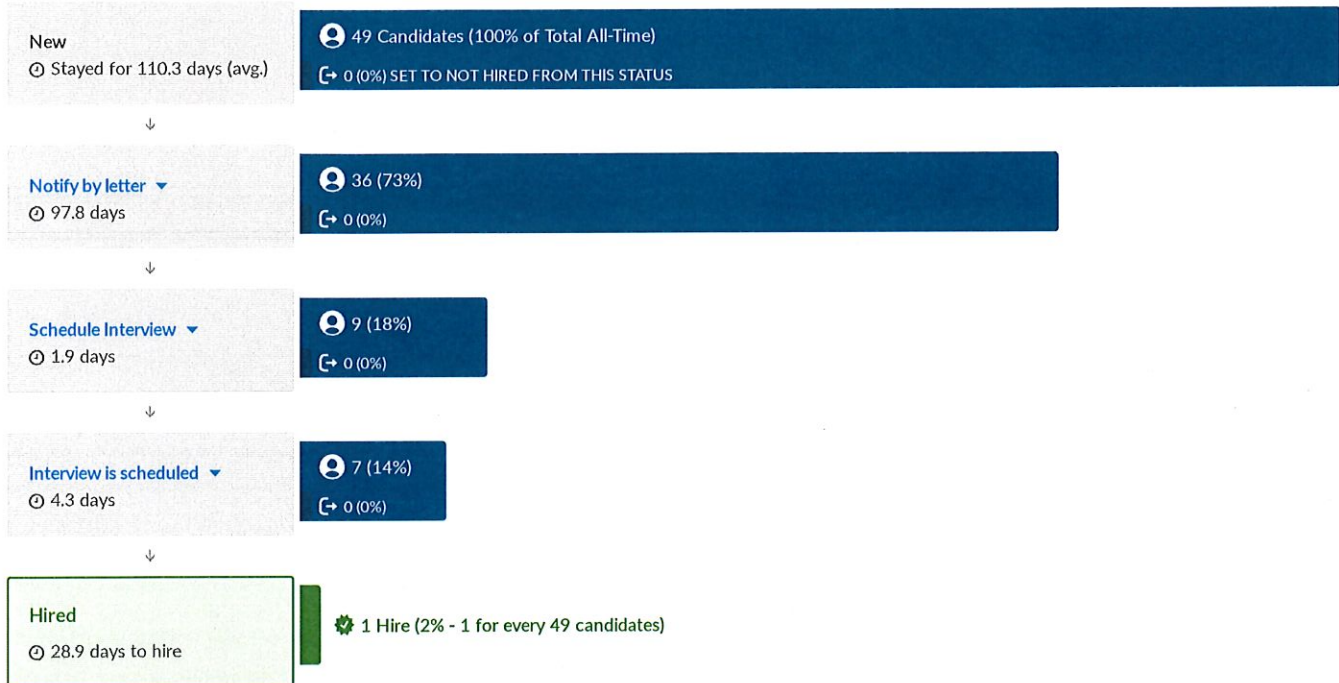 New
Stayed for 110.3 days (avg.)
49 Candidates (100% of Total All-Time)
0 (0%) SET TO NOT HIRED FROM THIS STATUS
Notify by letter
97.8 days
36 (73%)
0 (0%)
Schedule Interview
1.9 days
9 (18%)
0 (0%)
Interview is scheduled
4.3 days
7 (14%)
0 (0%)
Hired
28.9 days to hire
1 Hire (2% - 1 for every 49 candidates)